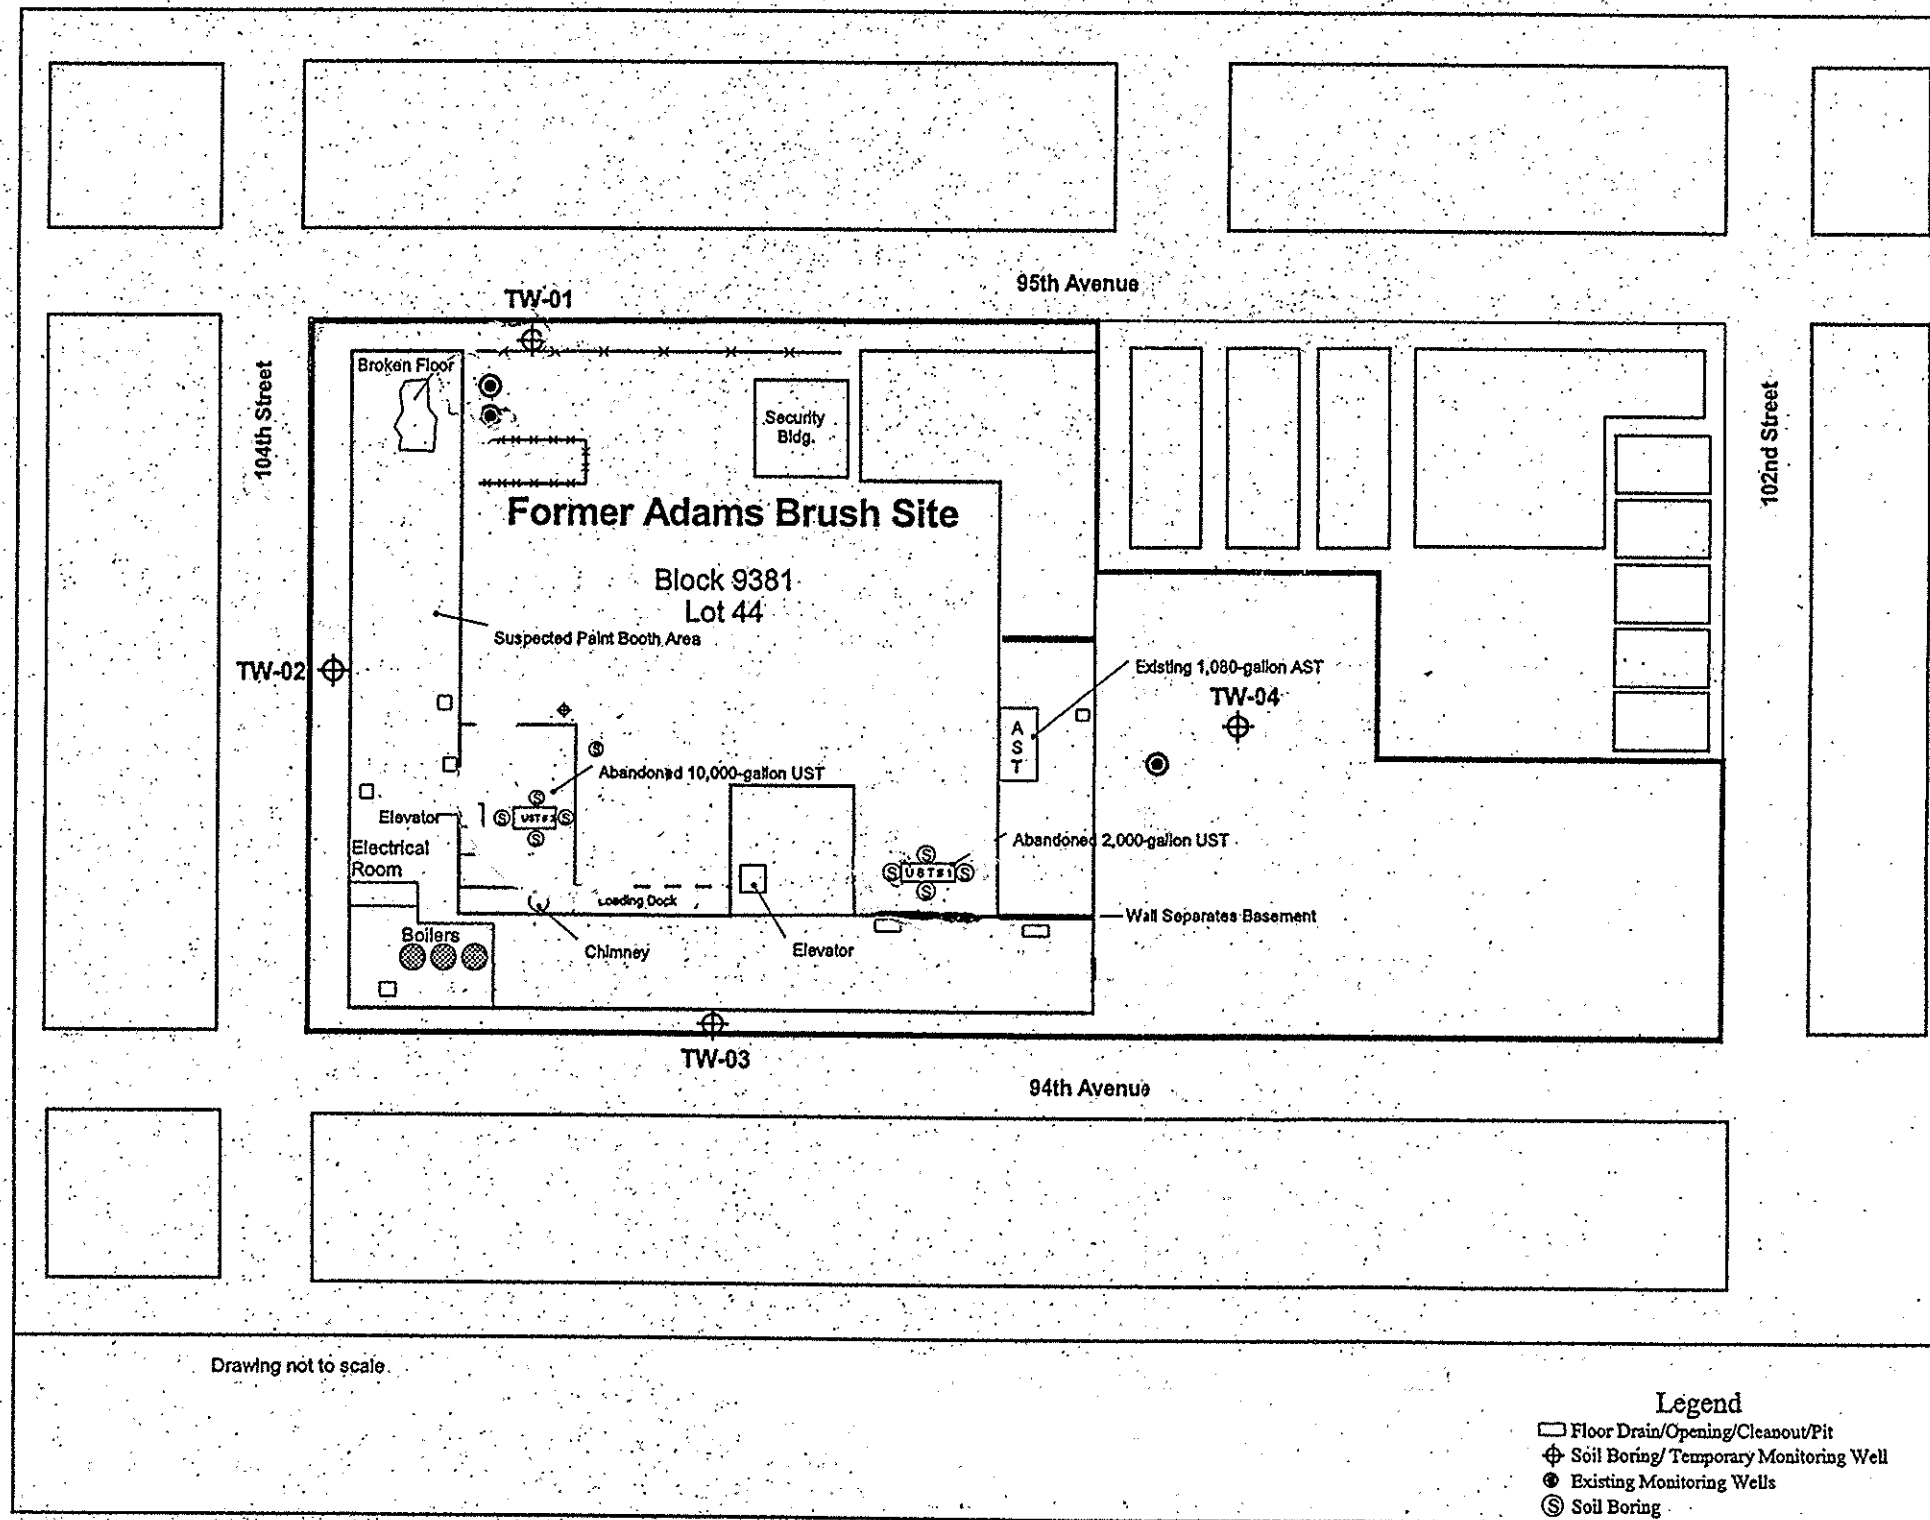 95th Avenue
TW-01
Broken Floor
104th Street
Security
Bldg.
102nd Street
Former Adams Brush Site
Block 9381
Lot 44
Suspected Paint Booth Area
TW-02
Existing 1,080-gallon AST
TW-04
AST
Abandoned 10,000-gallon UST
S
S
S
S
S
Elevator
Electrical
Room
Abandoned 2,000-gallon UST
S
S
UST#1
S
S
Loading Dock
Wall Separates Basement
Boilers
Chimney
Elevator
TW-03
94th Avenue
Drawing not to scale
Legend
Floor Drain/Opening/Cleanout/Pit
Soil Boring/ Temporary Monitoring Well
Existing Monitoring Wells
S Soil Boring